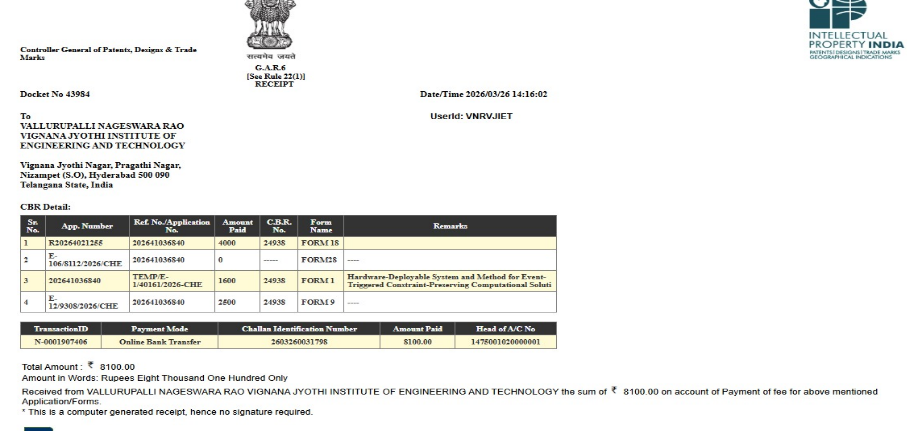 INTELLECTUAL
PROPERTY INDIA
PATENTS | DESIGNS | TRADE MARKS
GEOGRAPHICAL INDICATIONS
Controller General of Patents, Designs & Trade
Marks
सत्यमेव जयते
G.A.R.6
[See Rule 22(1)]
RECEIPT
Docket No 43984
Date/Time 2026/03/26 14:16:02
To
UserId: VNRVJIET
VALLURUPALLI NAGESWARA RAO
VIGNANA JYOTHI INSTITUTE OF
ENGINEERING AND TECHNOLOGY
Vignana Jyothi Nagar, Pragathi Nagar,
Nizampet (S.O), Hyderabad 500 090
Telangana State, India
CBR Detail:
Sr. No. App. Number Ref. No./Application No. Amount Paid C.B.R. No. Form Name Remarks
1 R20264021255 202641036840 4000 24938 FORM 18
2 E-106/8112/2026/CHE 202641036840 0 ----- FORM28 ----
3 202641036840 TEMP/E-1/40161/2026-CHE 1600 24938 FORM 1 Hardware-Deployable System and Method for Event-Triggered Constraint-Preserving Computational Soluti
4 E-12/9308/2026/CHE 202641036840 2500 24938 FORM 9 ----
TransactionID Payment Mode Challan Identification Number Amount Paid Head of A/C No
N-0001907406 Online Bank Transfer 2603260031798 8100.00 1475001020000001
Total Amount : ₹ 8100.00
Amount in Words: Rupees Eight Thousand One Hundred Only
Received from VALLURUPALLI NAGESWARA RAO VIGNANA JYOTHI INSTITUTE OF ENGINEERING AND TECHNOLOGY the sum of ₹ 8100.00 on account of Payment of fee for above mentioned
Application/Forms.
* This is a computer generated receipt, hence no signature required.